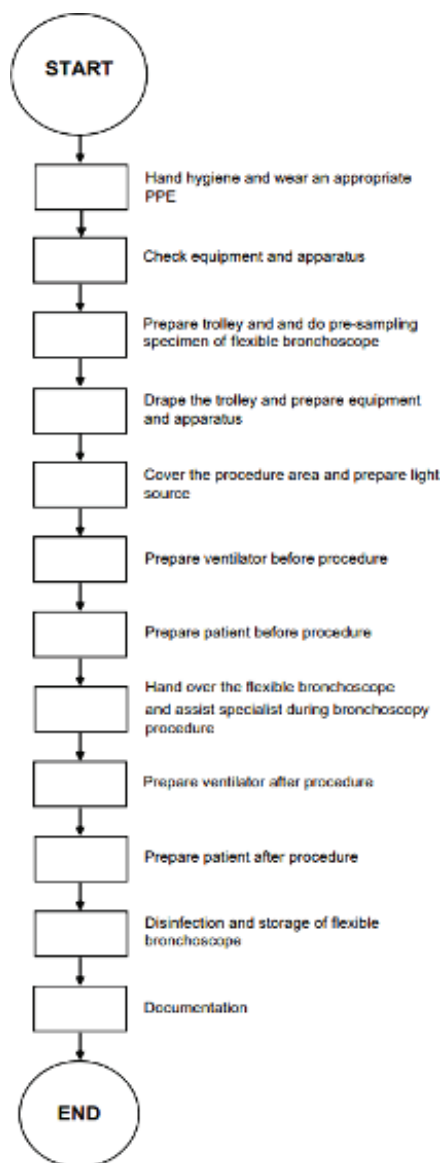 START
Hand hygiene and wear an appropriate
PPE
Check equipment and apparatus
Prepare trolley and and do pre-sampling
specimen of flexible bronchoscope
Drape the trolley and prepare equipment
and apparatus
Cover the procedure area and prepare light
source
Prepare ventilator before procedure
Prepare patient before procedure
Hand over the flexible bronchoscope
and assist specialist during bronchoscopy
procedure
Prepare ventilator after procedure
Prepare patient after procedure
Disinfection and storage of flexible
bronchoscope
Documentation
END